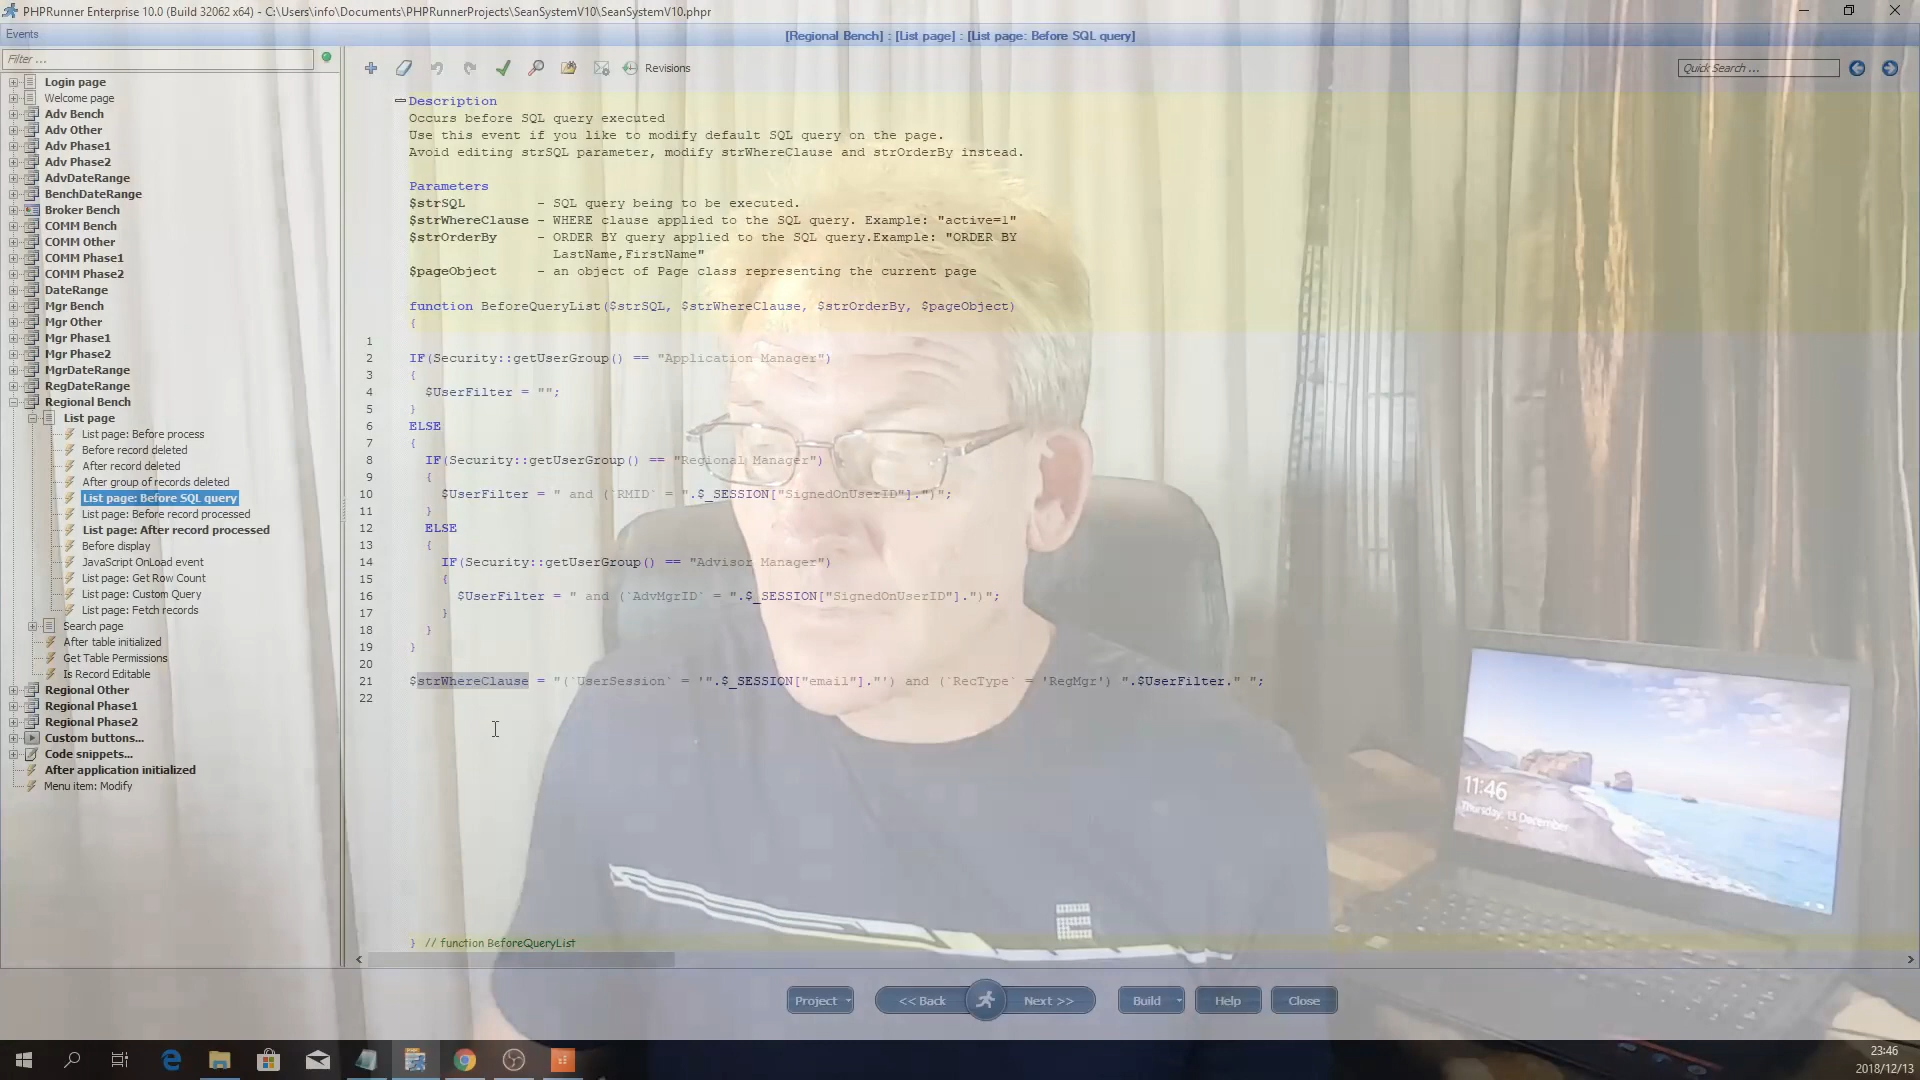 PHPRunner Enterprise 10.0 (Build 32062 x64) - C:\Users\info\Documents\PHPRunnerProjects\SeanSystemV10\SeanSystemV10.phpr
Events
[Regional Bench] : [List page] : [List page: Before SQL query]
Filter ...
Revisions
Quick Search ...
Login page
Welcome page
Adv Bench
Adv Other
Adv Phase1
Adv Phase2
AdvDateRange
BenchDateRange
Broker Bench
COMM Bench
COMM Other
COMM Phase1
COMM Phase2
DateRange
Mgr Bench
Mgr Other
Mgr Phase1
Mgr Phase2
MgrDateRange
RegDateRange
Regional Bench
List page
List page: Before process
Before record deleted
After record deleted
After group of records deleted
List page: Before SQL query
List page: Before record processed
List page: After record processed
Before display
JavaScript OnLoad event
List page: Get Row Count
List page: Custom Query
List page: Fetch records
Search page
After table initialized
Get Table Permissions
Is Record Editable
Regional Other
Regional Phase1
Regional Phase2
Custom buttons...
Code snippets...
After application initialized
Menu item: Modify
Description
Occurs before SQL query executed
Use this event if you like to modify default SQL query on the page.
Avoid editing strSQL parameter, modify strWhereClause and strOrderBy instead.
Parameters
$strSQL - SQL query being to be executed.
$strWhereClause - WHERE clause applied to the SQL query. Example: "active=1"
$strOrderBy - ORDER BY query applied to the SQL query.Example: "ORDER BY
LastName,FirstName"
$pageObject - an object of Page class representing the current page
function BeforeQueryList($strSQL, $strWhereClause, $strOrderBy, $pageObject)
{
1
2 IF(Security::getUserGroup() == "Application Manager")
3 {
4 $UserFilter = "";
5 }
6 ELSE
7 {
8 IF(Security::getUserGroup() == "Regional Manager")
9 {
10 $UserFilter = " and (`RMID` = ".$_SESSION["SignedOnUserID"].")";
11 }
12 ELSE
13 {
14 IF(Security::getUserGroup() == "Advisor Manager")
15 {
16 $UserFilter = " and (`AdvMgrID` = ".$_SESSION["SignedOnUserID"].")";
17 }
18 }
19 }
20
21 $strWhereClause = "(`UserSession` = '".$_SESSION["email"]."') and (`RecType` = 'RegMgr') ".$UserFilter." ";
22
} // function BeforeQueryList
11:46
Thursday, 13 December
Project
<< Back
Next >>
Build
Help
Close
23:46
2018/12/13